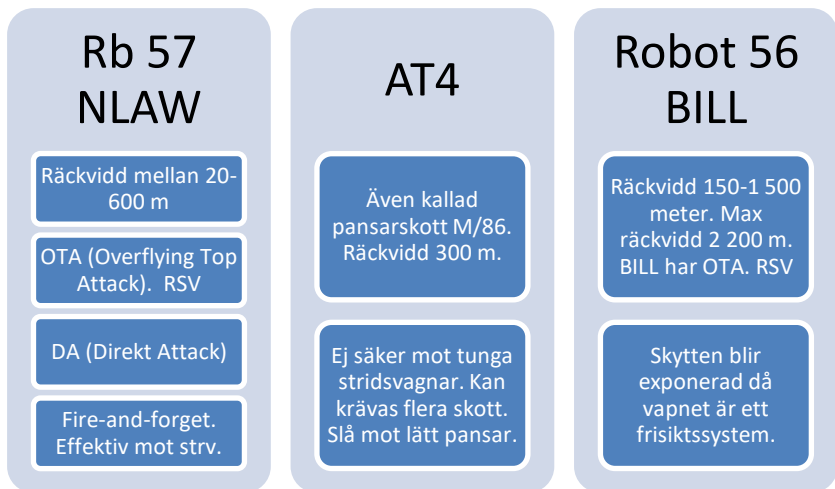 Rb 57
NLAW
Räckvidd mellan 20-
600 m
OTA (Overflying Top
Attack).  RSV
DA (Direkt Attack)
Fire-and-forget.
Effektiv mot strv.
AT4
Även kallad
pansarskott M/86.
Räckvidd 300 m.
Ej säker mot tunga
stridsvagnar. Kan
krävas flera skott.
Slå mot lätt pansar.
Robot 56
BILL
Räckvidd 150-1 500
meter. Max
räckvidd 2 200 m.
BILL har OTA. RSV
Skytten blir
exponerad då
vapnet är ett
frisiktssystem.